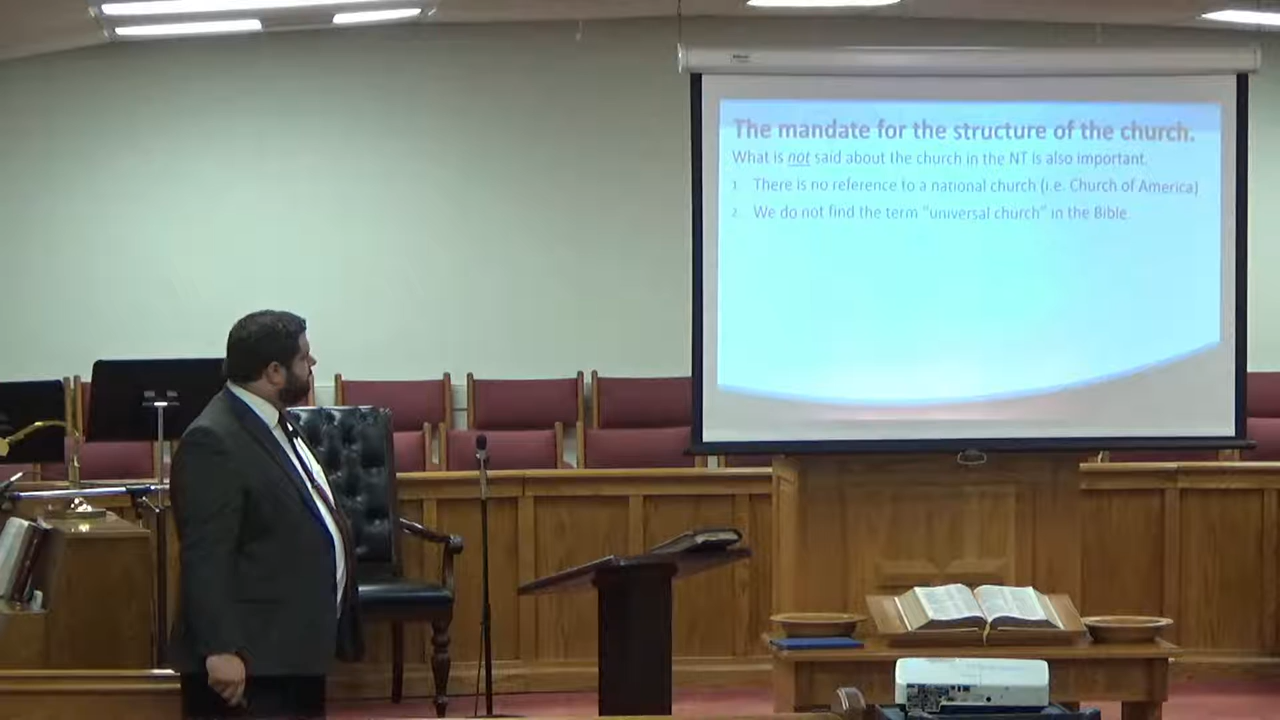 The mandate for the structure of the church.
What is not said about the church in the NT is also important.
1. There is no reference to a national church (i.e. Church of America)
2. We do not find the term “universal church” in the Bible.